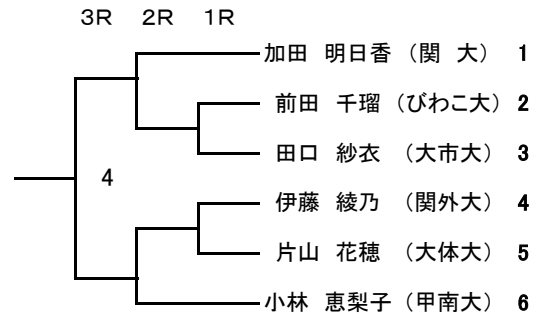 ３Ｒ ２Ｒ １Ｒ
加田 明日香 （関 大） 1
前田 千瑠 （びわこ大） 2
田口 紗衣 （大市大） 3
4
伊藤 綾乃 （関外大） 4
片山 花穂 （大体大） 5
小林 恵梨子 （甲南大） 6